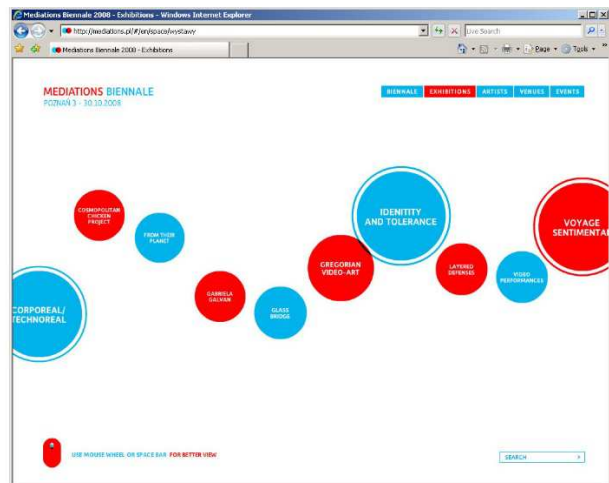 Mediations Biennale 2008 - Exhibitions - Windows Internet Explorer
http://mediations.pl/#/en/space/wystawy
Live Search
Mediations Biennale 2008 - Exhibitions
Page
Tools
MEDIATIONS BIENNALE
POZNAŃ 3 - 30.10.2008
BIENNALE EXHIBITIONS ARTISTS VENUES EVENTS
COSMOPOLITAN
CHICKEN
PROJECT
FROM THEIR
PLANET
IDENITITY
AND TOLERANCE
VOYAGE
SENTIMENTAL
GREGORIAN
VIDEO-ART
LAYERED
DEFENSES
VIDEO
PERFORMANCES
GABRIELA
GALVAN
GLASS
BRIDGE
CORPOREAL/
TECHNOREAL
USE MOUSE WHEEL OR SPACE BAR FOR BETTER VIEW
SEARCH